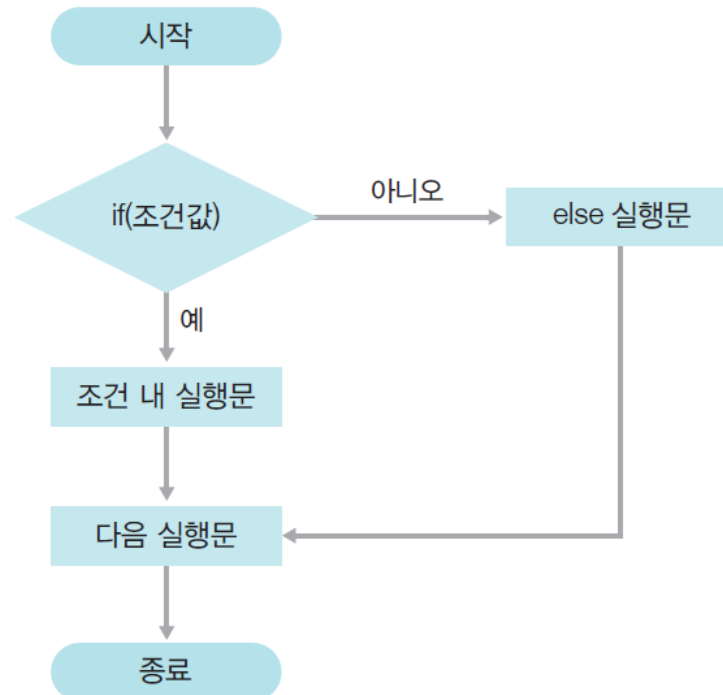 시작
if(조건값)
아니오
else 실행문
예
조건 내 실행문
다음 실행문
종료